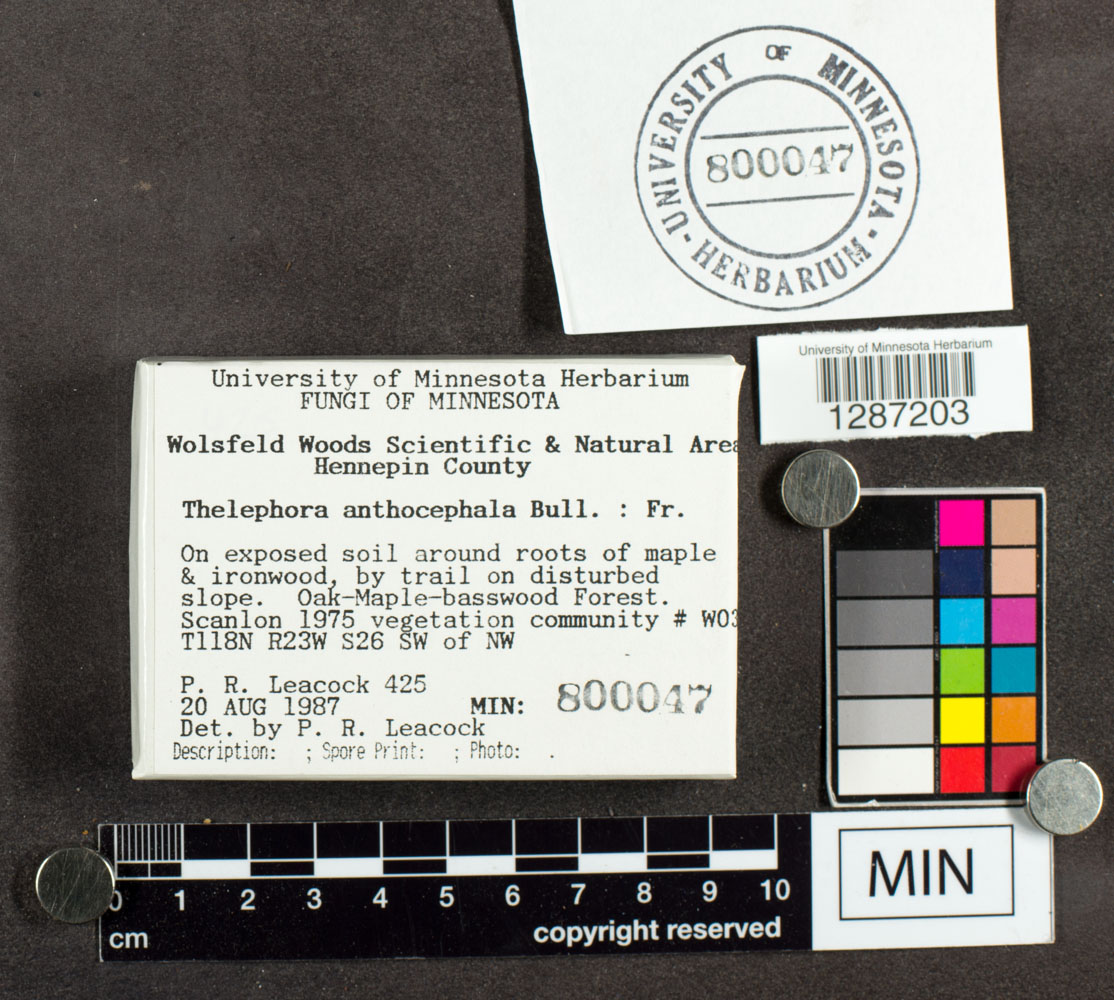 UNIVERSITY OF MINNESOTA
800047
· HERBARIUM ·
University of Minnesota Herbarium
1287203
University of Minnesota Herbarium
FUNGI OF MINNESOTA
Wolsfeld Woods Scientific & Natural Area
Hennepin County
Thelephora anthocephala Bull. : Fr.
On exposed soil around roots of maple
& ironwood, by trail on disturbed
slope. Oak-Maple-basswood Forest.
Scanlon 1975 vegetation community # W03
T118N R23W S26 SW of NW
P. R. Leacock 425
20 AUG 1987 MIN: 800047
Det. by P. R. Leacock
Description: ; Spore Print: ; Photo: .
0 1 2 3 4 5 6 7 8 9 10
cm
copyright reserved
MIN